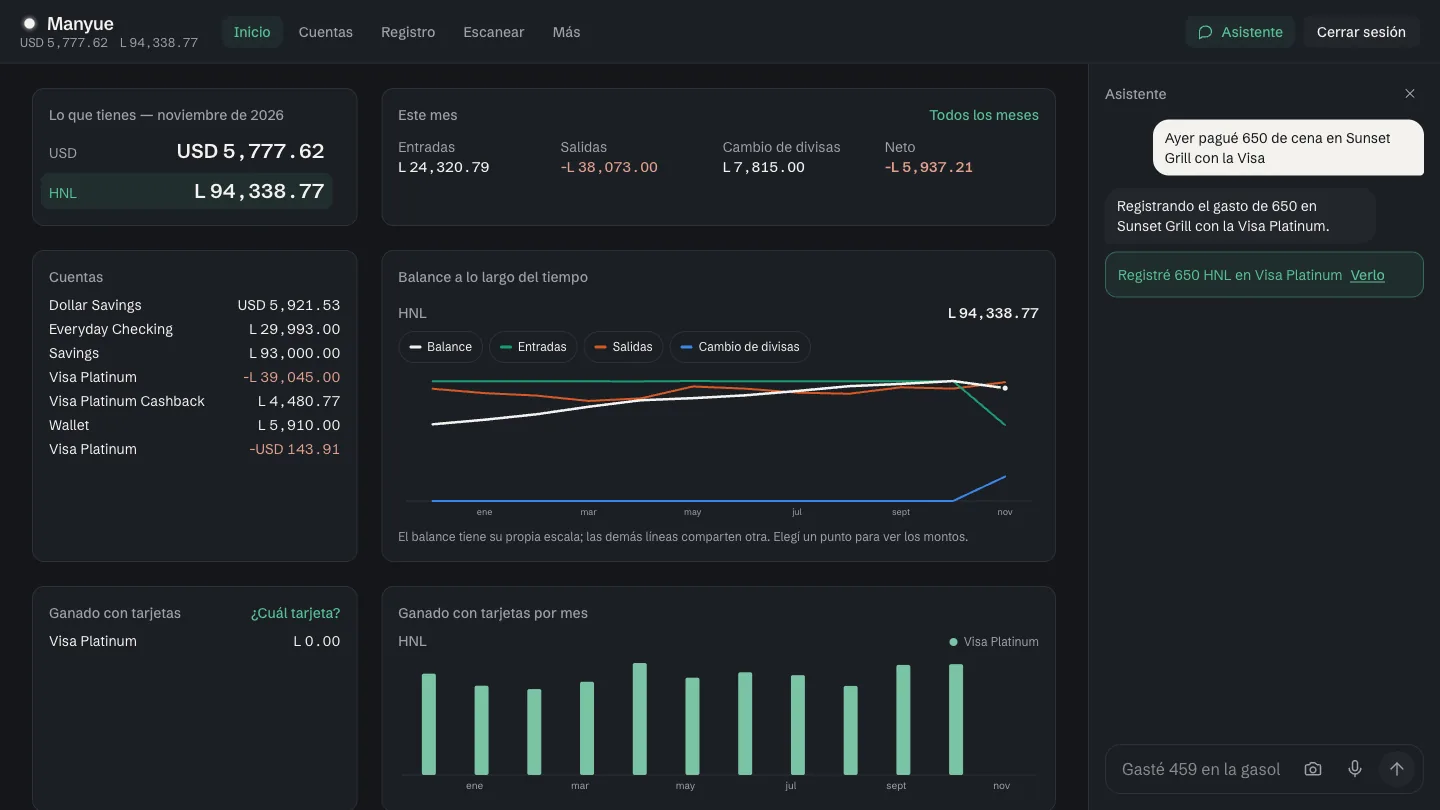 Manyue
USD 5,777.62 L 94,338.77
Inicio
Cuentas
Registro
Escanear
Más
Asistente
Cerrar sesión
Lo que tienes — noviembre de 2026
USD USD 5,777.62
HNL L 94,338.77
Este mes Todos los meses
Entradas Salidas Cambio de divisas Neto
L 24,320.79 -L 38,073.00 L 7,815.00 -L 5,937.21
Cuentas
Dollar Savings USD 5,921.53
Everyday Checking L 29,993.00
Savings L 93,000.00
Visa Platinum -L 39,045.00
Visa Platinum Cashback L 4,480.77
Wallet L 5,910.00
Visa Platinum -USD 143.91
Balance a lo largo del tiempo
HNL L 94,338.77
Balance Entradas Salidas Cambio de divisas
ene mar may jul sept nov
El balance tiene su propia escala; las demás líneas comparten otra. Elegí un punto para ver los montos.
Ganado con tarjetas ¿Cuál tarjeta?
Visa Platinum L 0.00
Ganado con tarjetas por mes
HNL Visa Platinum
ene mar may jul sept nov
Asistente
Ayer pagué 650 de cena en Sunset
Grill con la Visa
Registrando el gasto de 650 en
Sunset Grill con la Visa Platinum.
Registré 650 HNL en Visa Platinum Verlo
Gasté 459 en la gasol